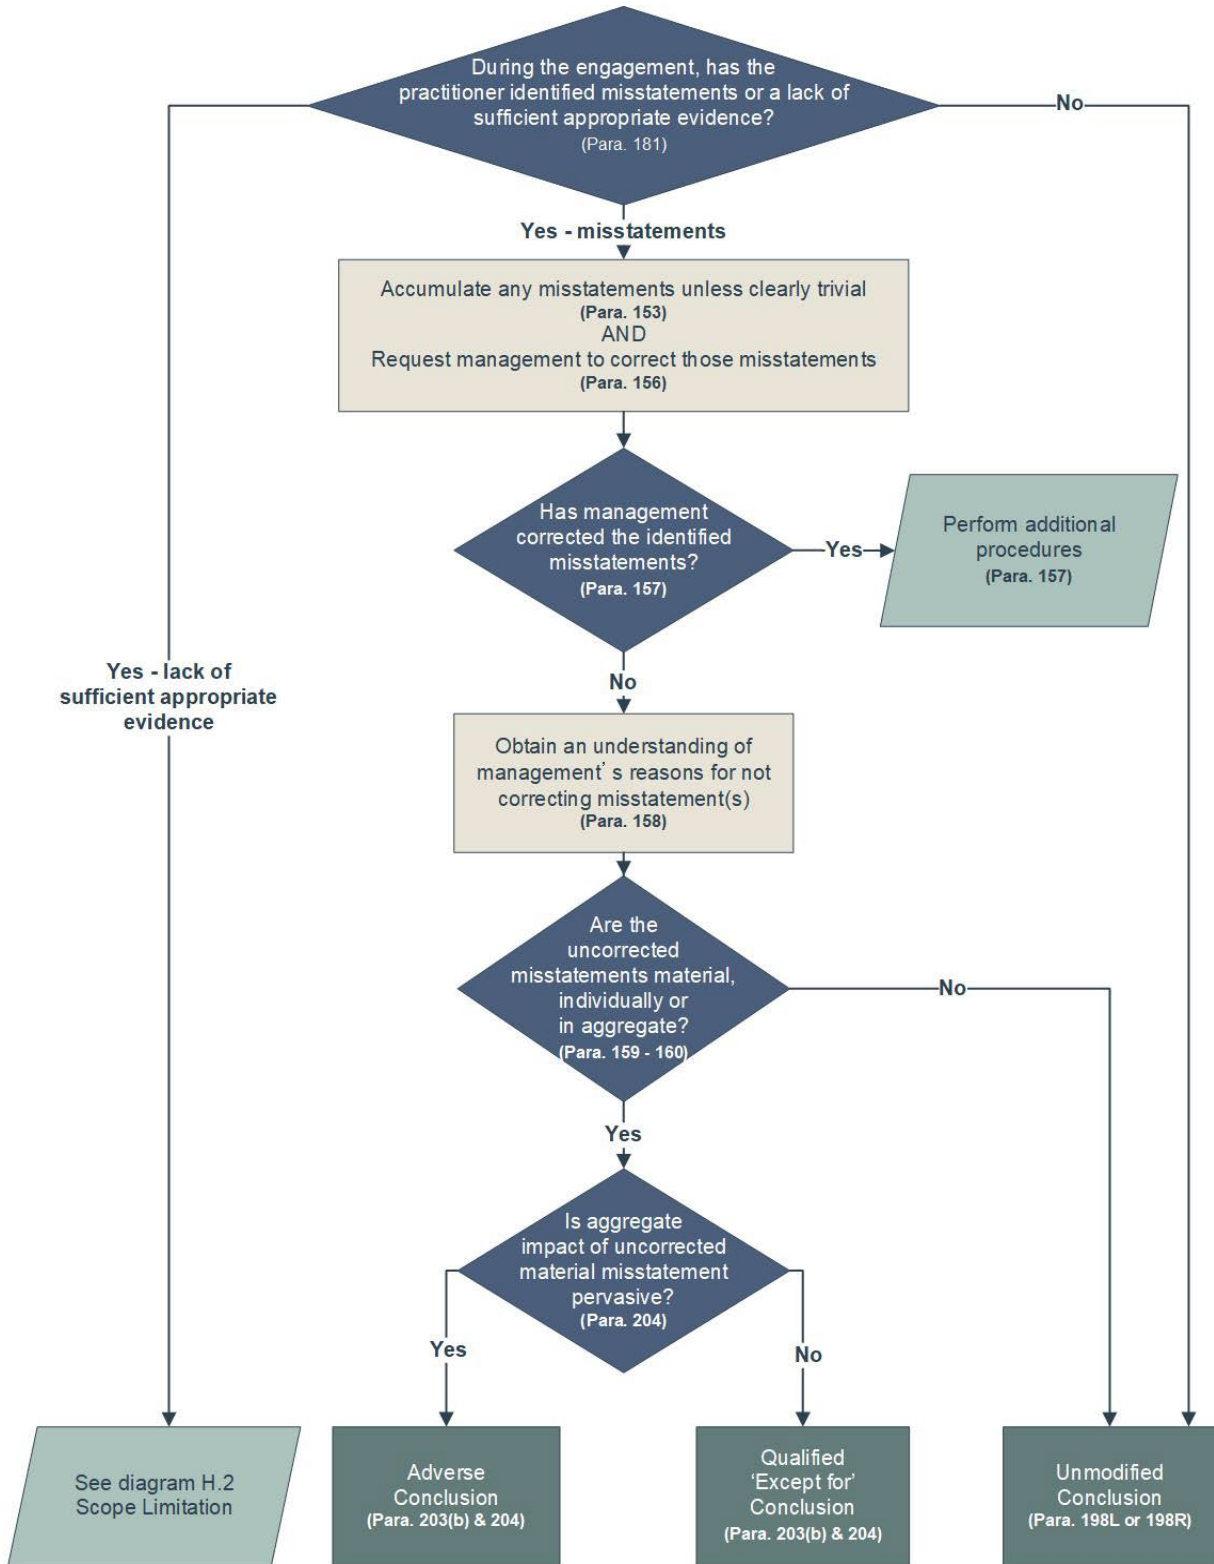 During the engagement, has the
practitioner identified misstatements or a lack of
sufficient appropriate evidence?
(Para. 181)
No
Yes - misstatements
Accumulate any misstatements unless clearly trivial
(Para. 153)
AND
Request management to correct those misstatements
(Para. 156)
Has management
corrected the identified
misstatements?
(Para. 157)
Yes
Perform additional
procedures
(Para. 157)
Yes - lack of
sufficient appropriate
evidence
No
Obtain an understanding of
management’s reasons for not
correcting misstatement(s)
(Para. 158)
Are the
uncorrected
misstatements material,
individually or
in aggregate?
(Para. 159 - 160)
No
Yes
Is aggregate
impact of uncorrected
material misstatement
pervasive?
(Para. 204)
Yes
No
See diagram H.2
Scope Limitation
Adverse
Conclusion
(Para. 203(b) & 204)
Qualified
‘Except for’
Conclusion
(Para. 203(b) & 204)
Unmodified
Conclusion
(Para. 198L or 198R)